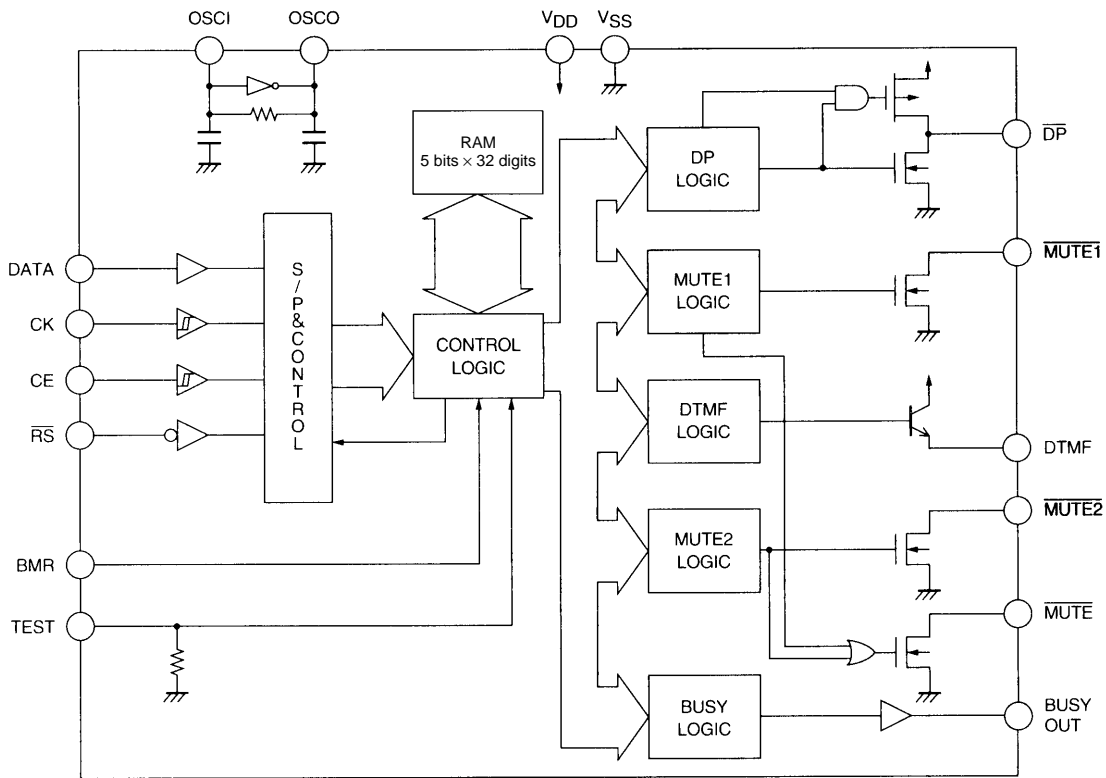 OSCI
OSCO
VDD
VSS
RAM
5 bits × 32 digits
DP
LOGIC
DP
DATA
CK
CE
RS
S/P&CONTROL
CONTROL
LOGIC
MUTE1
LOGIC
MUTE1
DTMF
LOGIC
DTMF
MUTE2
LOGIC
MUTE2
BMR
TEST
MUTE
BUSY
LOGIC
BUSY
OUT